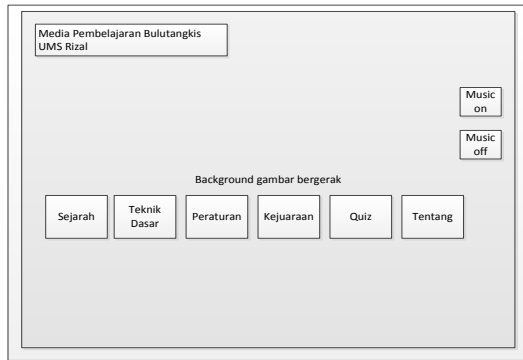 Media Pembelajaran Bulutangkis
UMS Rizal
Music
on
Music
off
Background gambar bergerak
Sejarah
Teknik
Dasar
Peraturan
Kejuaraan
Quiz
Tentang